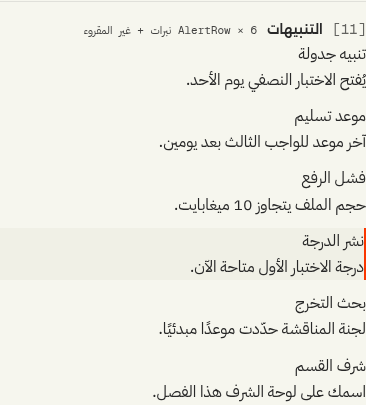 [11] التنبيهات AlertRow × 6 نبرات + غير المقروء
تنبيه جدولة
يُفتح الاختبار النصفي يوم الأحد.
موعد تسليم
آخر موعد للواجب الثالث بعد يومين.
فشل الرفع
حجم الملف يتجاوز 10 ميغابايت.
نشر الدرجة
درجة الاختبار الأول متاحة الآن.
بحث التخرج
لجنة المناقشة حدّدت موعدًا مبدئيًا.
شرف القسم
اسمك على لوحة الشرف هذا الفصل.